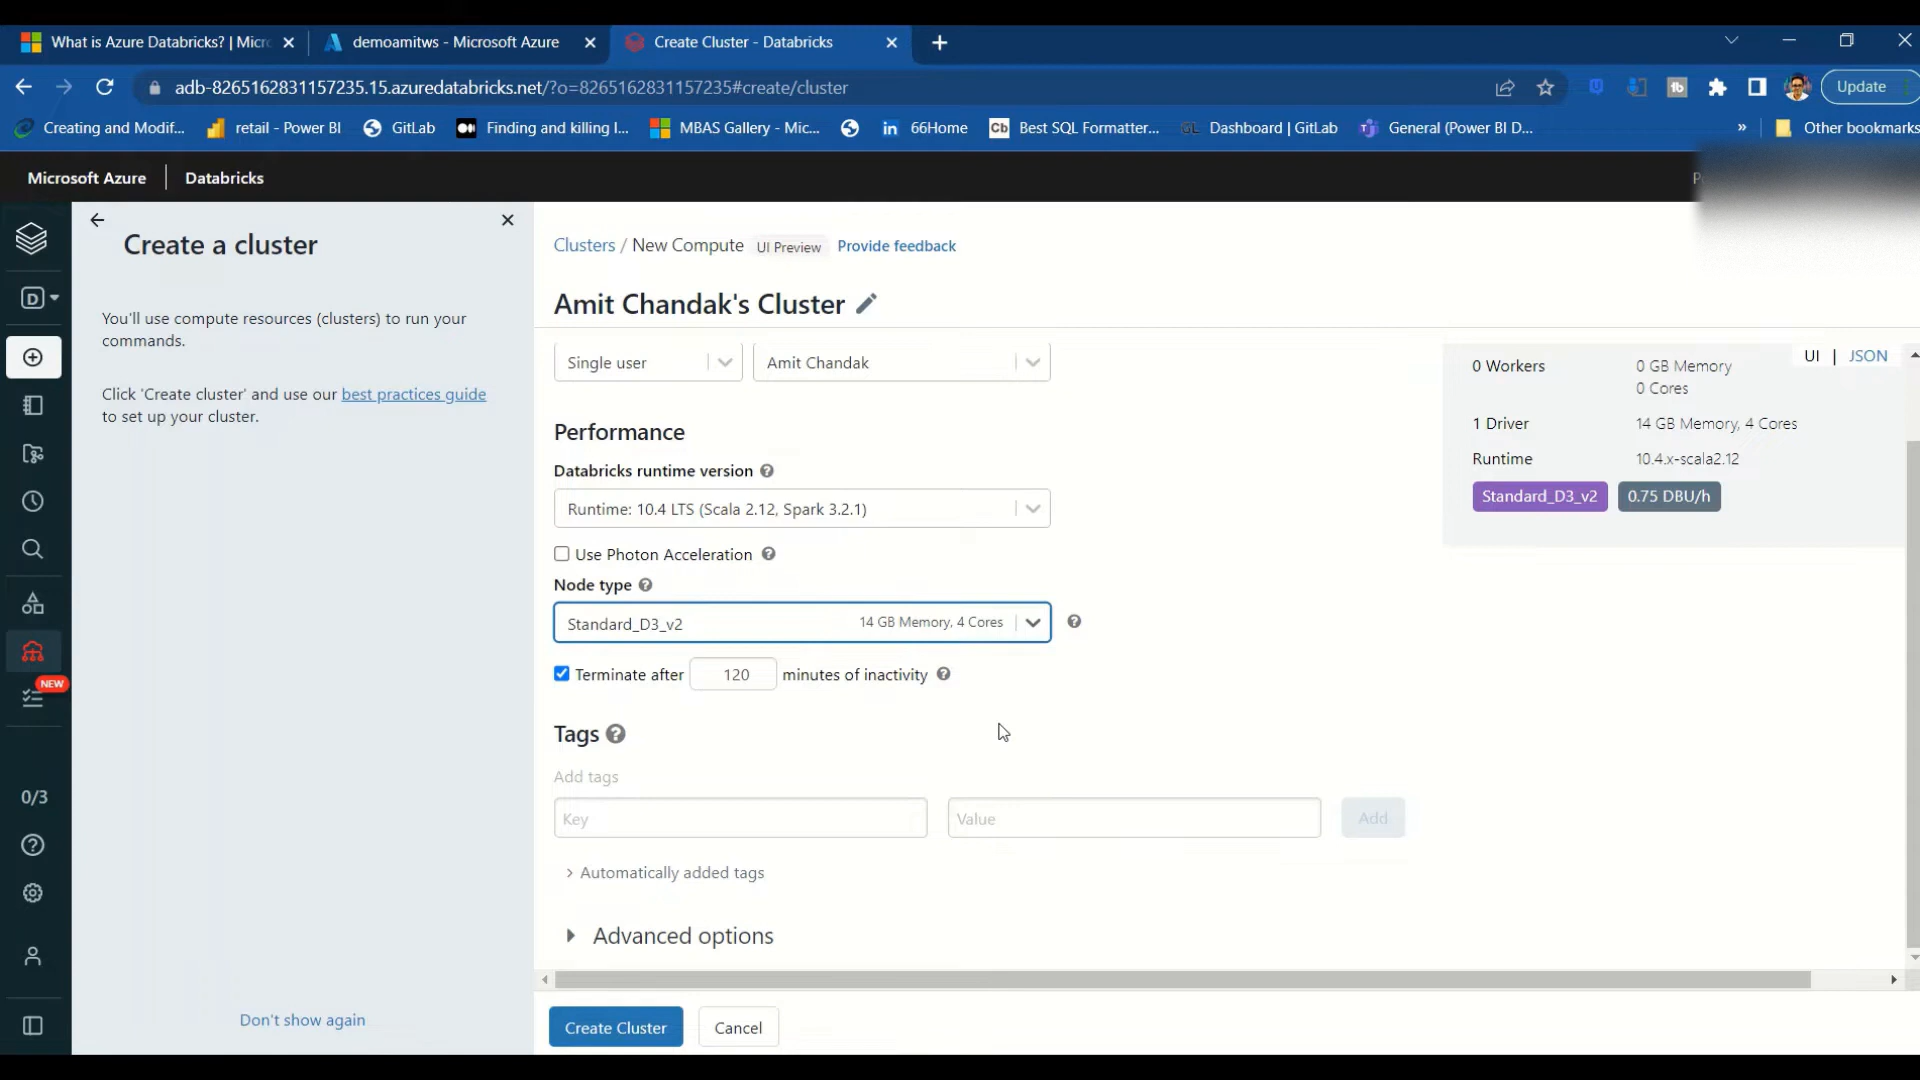 What is Azure Databricks? | Micro
demoamitws - Microsoft Azure
Create Cluster - Databricks
adb-8265162831157235.15.azuredatabricks.net/?o=8265162831157235#create/cluster
Update
Creating and Modif...
retail - Power BI
GitLab
Finding and killing I...
MBAS Gallery - Mic...
in
66Home
Cb
Best SQL Formatter...
GL
Dashboard | GitLab
General (Power BI D...
»
Other bookmarks
Microsoft Azure | Databricks
Create a cluster
You'll use compute resources (clusters) to run your
commands.
Click 'Create cluster' and use our best practices guide
to set up your cluster.
Don't show again
D
NEW
0/3
Clusters / New Compute UI Preview Provide feedback
Amit Chandak's Cluster
Single user
Amit Chandak
Performance
Databricks runtime version
Runtime: 10.4 LTS (Scala 2.12, Spark 3.2.1)
Use Photon Acceleration
Node type
Standard_D3_v2 14 GB Memory, 4 Cores
Terminate after 120 minutes of inactivity
Tags
Add tags
Key
Value
Add
Automatically added tags
Advanced options
Create Cluster
Cancel
UI | JSON
0 Workers 0 GB Memory
0 Cores
1 Driver 14 GB Memory, 4 Cores
Runtime 10.4.x-scala2.12
Standard_D3_v2 0.75 DBU/h